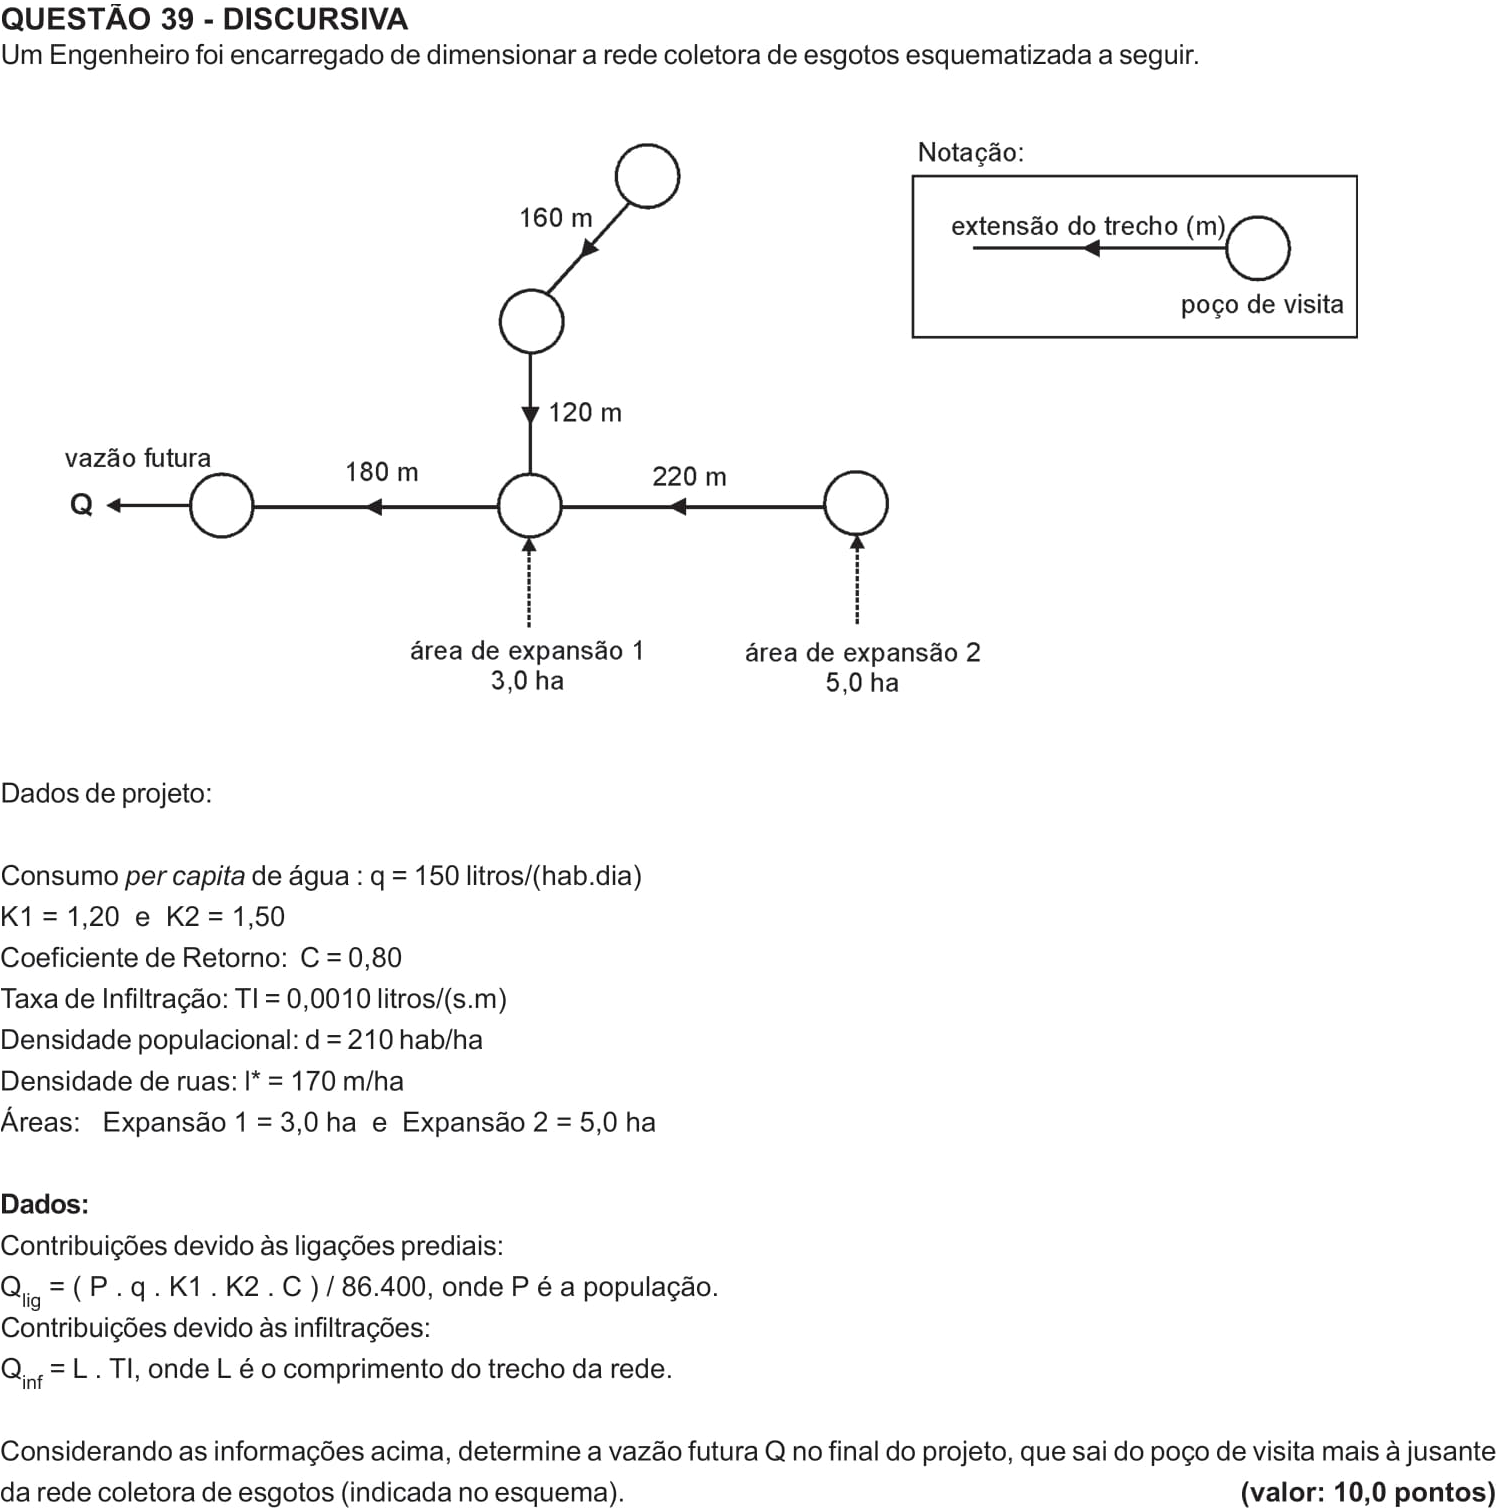 QUESTÃO 39 - DISCURSIVA
Um Engenheiro foi encarregado de dimensionar a rede coletora de esgotos esquematizada a seguir.
Notação:
extensão do trecho (m)
poço de visita
160 m
120 m
vazão futura
Q
180 m
220 m
área de expansão 1
3,0 ha
área de expansão 2
5,0 ha
Dados de projeto:
Consumo per capita de água : q = 150 litros/(hab.dia)
K1 = 1,20 e K2 = 1,50
Coeficiente de Retorno: C = 0,80
Taxa de Infiltração: TI = 0,0010 litros/(s.m)
Densidade populacional: d = 210 hab/ha
Densidade de ruas: l* = 170 m/ha
Áreas: Expansão 1 = 3,0 ha e Expansão 2 = 5,0 ha
Dados:
Contribuições devido às ligações prediais:
Qlig = ( P . q . K1 . K2 . C ) / 86.400, onde P é a população.
Contribuições devido às infiltrações:
Qinf = L . TI, onde L é o comprimento do trecho da rede.
Considerando as informações acima, determine a vazão futura Q no final do projeto, que sai do poço de visita mais à jusante
da rede coletora de esgotos (indicada no esquema). (valor: 10,0 pontos)